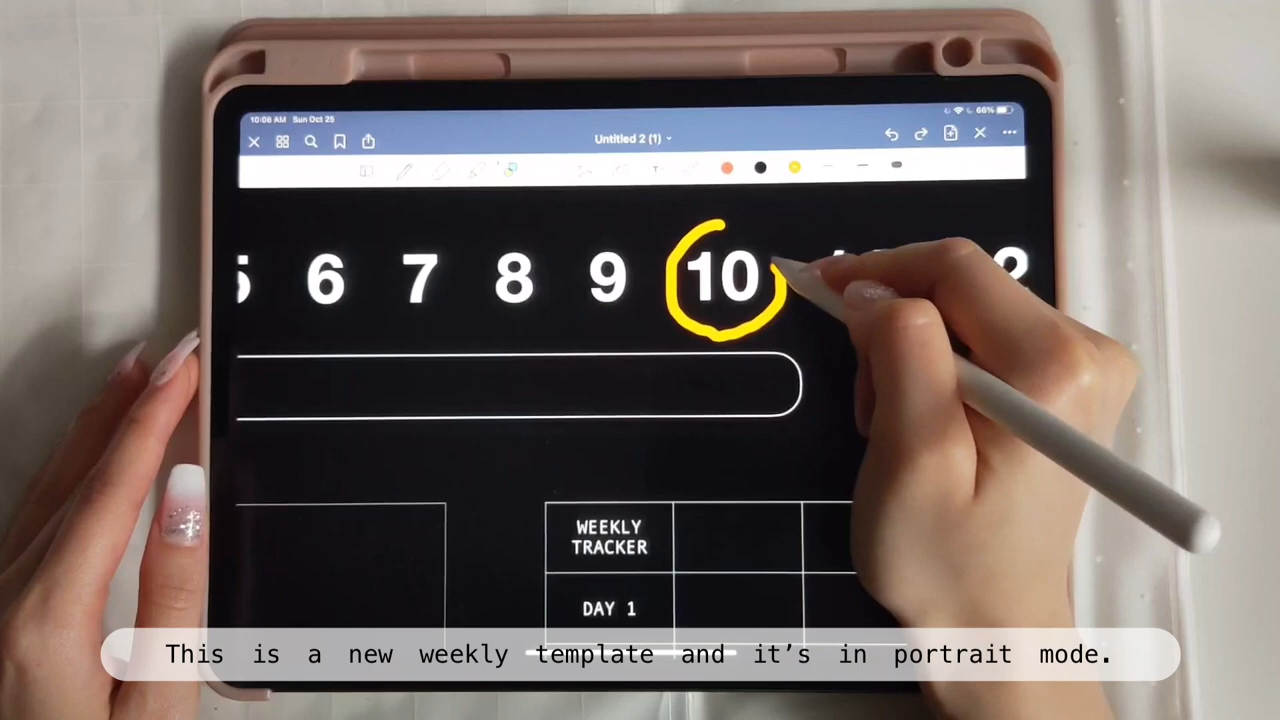 10:06 AM Sun Oct 25
66%
Untitled 2 (1)
6 7 8 9 10
WEEKLY
TRACKER
DAY 1
This is a new weekly template and it's in portrait mode.